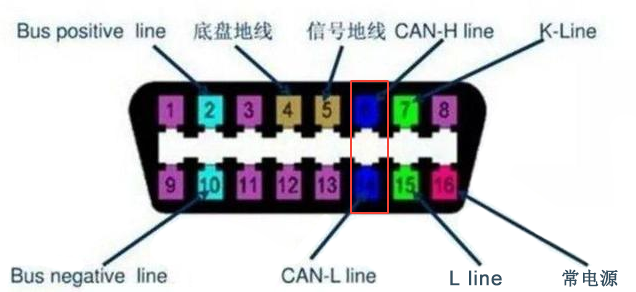 Bus positive line 底盘地线 信号地线 CAN-H line K-Line
1 2 3 4 5 6 7 8
9 10 11 12 13 14 15 16
Bus negative line CAN-L line L line 常电源